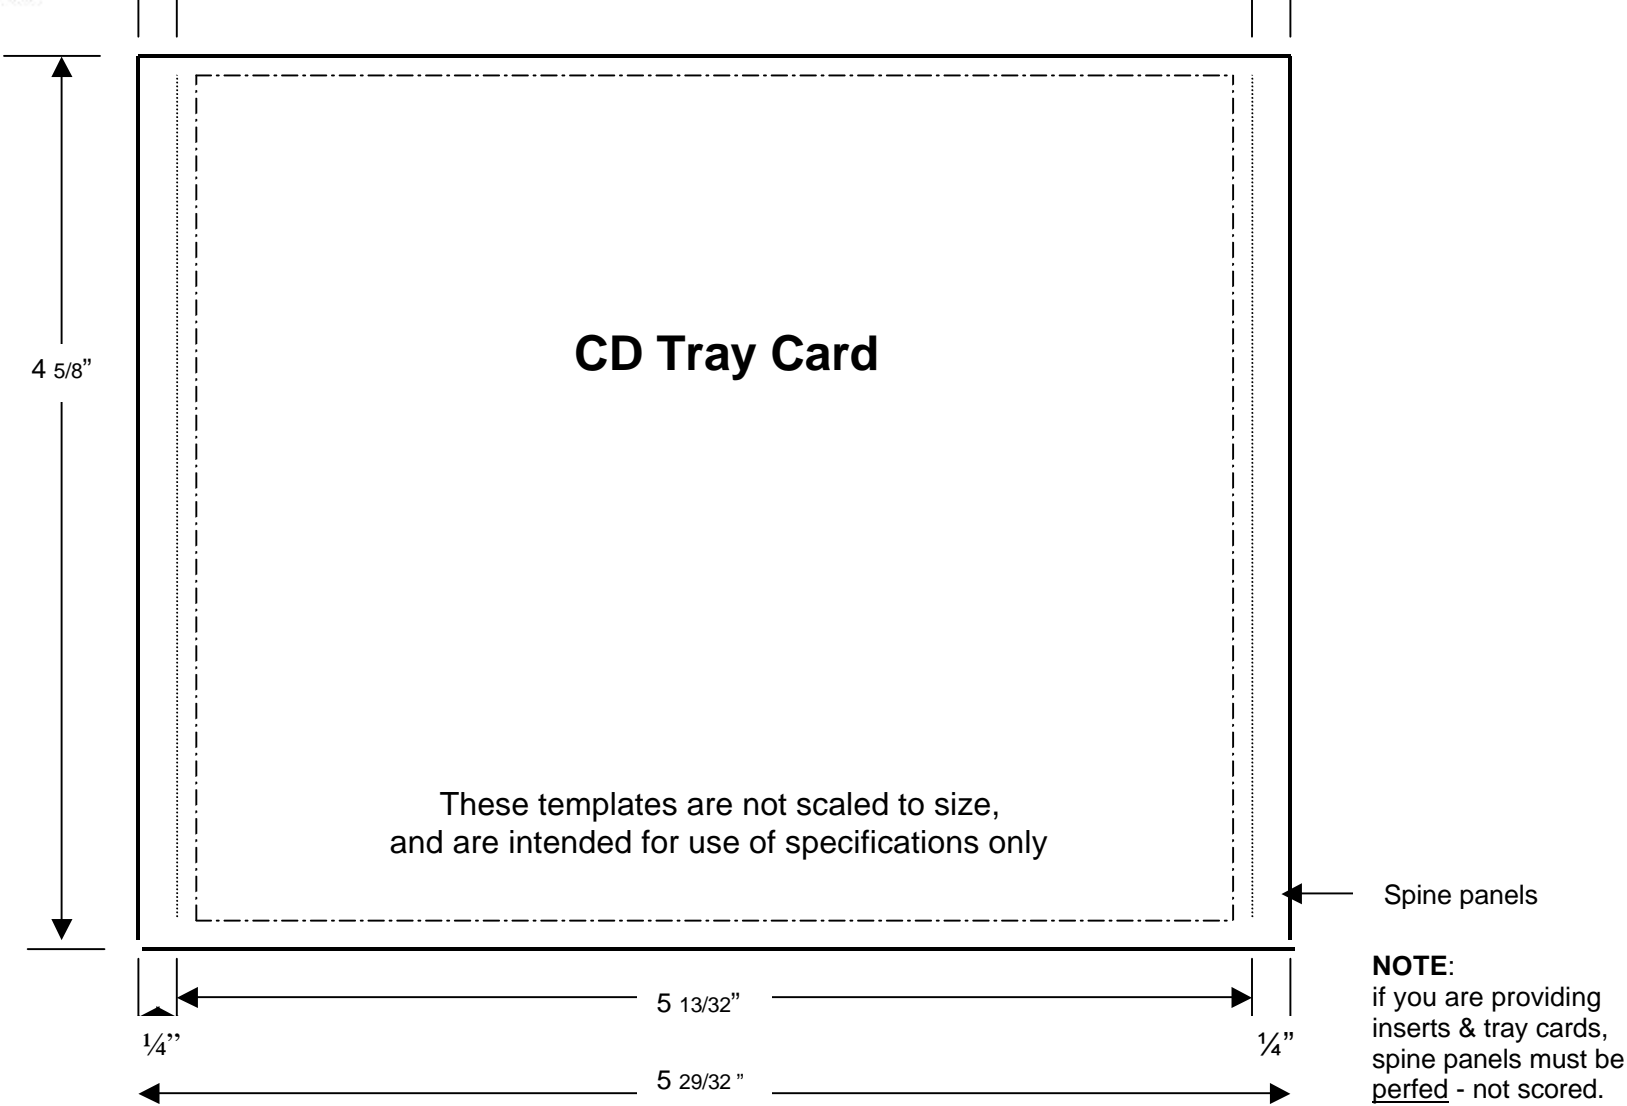 CD Tray Card
4 5/8”
These templates are not scaled to size,
and are intended for use of specifications only
Spine panels
NOTE:
if you are providing
inserts & tray cards,
spine panels must be
perfed - not scored.
5 13/32”
¼”
¼”
5 29/32 ”